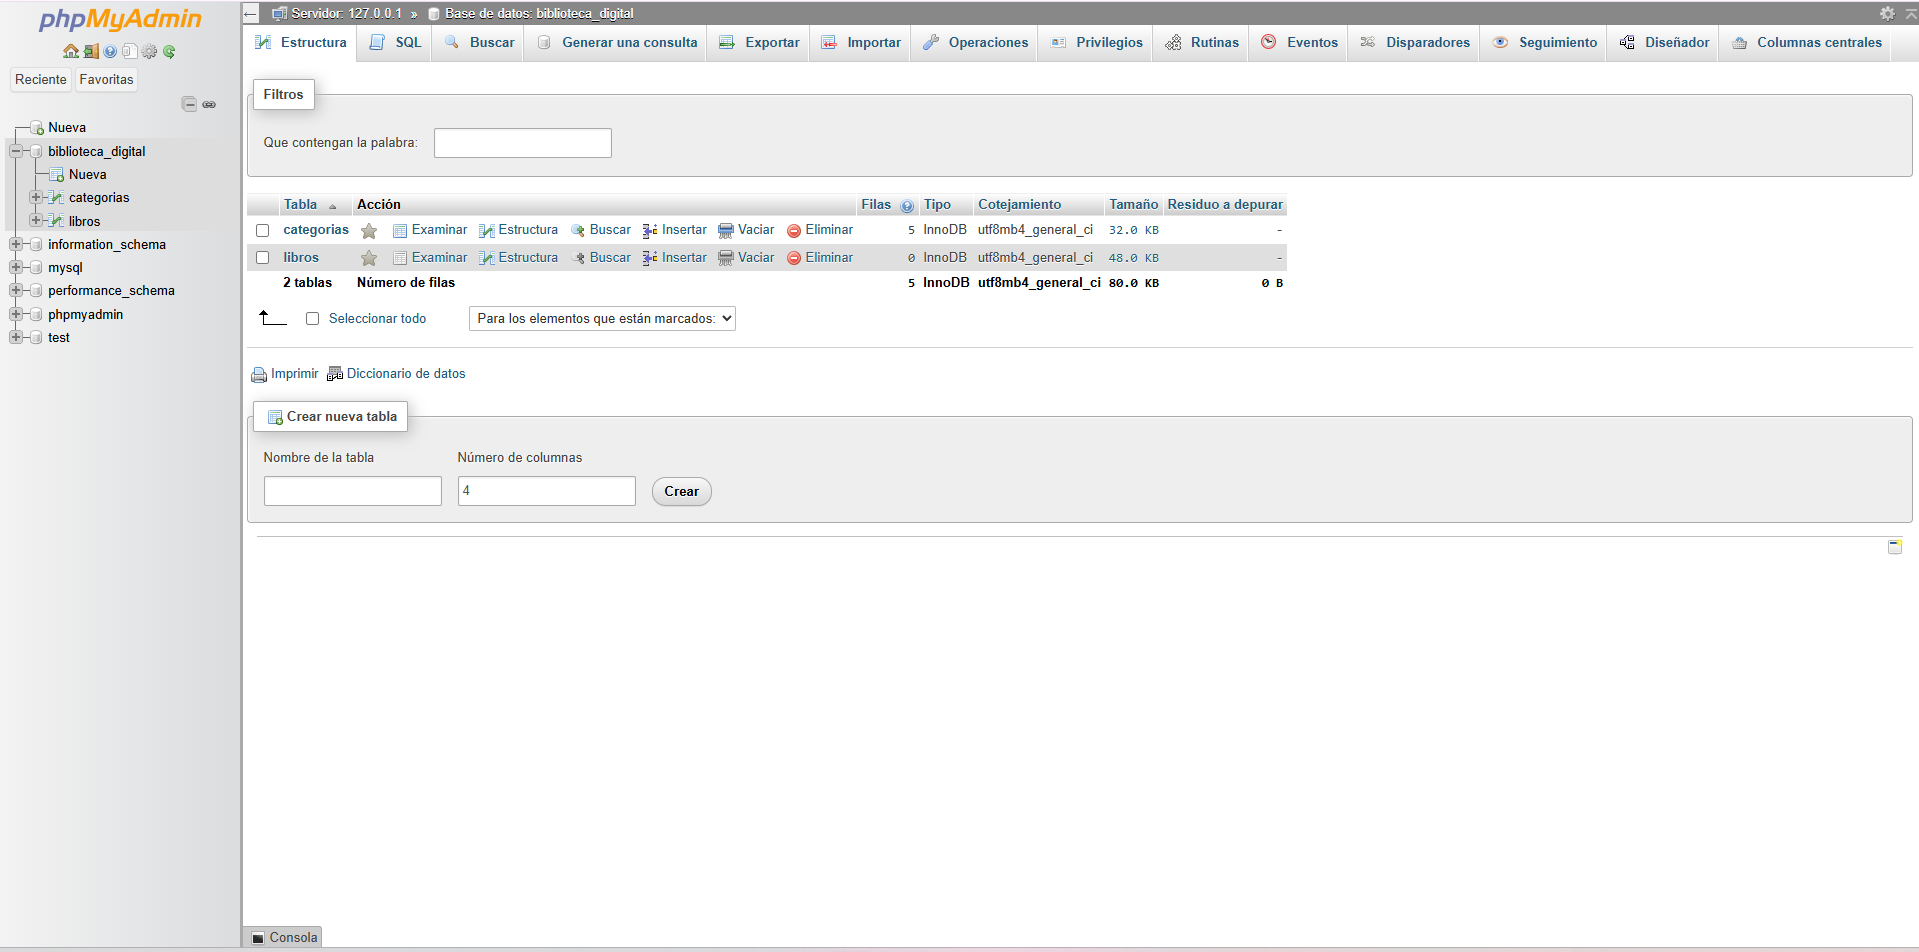 phpMyAdmin
Reciente Favoritas
Nueva
biblioteca_digital
Nueva
categorias
libros
information_schema
mysql
performance_schema
phpmyadmin
test
Servidor: 127.0.0.1 » Base de datos: biblioteca_digital
Estructura SQL Buscar Generar una consulta Exportar Importar Operaciones Privilegios Rutinas Eventos Disparadores Seguimiento Diseñador Columnas centrales
Filtros
Que contengan la palabra:
Tabla Acción Filas Tipo Cotejamiento Tamaño Residuo a depurar
categorias Examinar Estructura Buscar Insertar Vaciar Eliminar 5 InnoDB utf8mb4_general_ci 32.0 KB -
libros Examinar Estructura Buscar Insertar Vaciar Eliminar 0 InnoDB utf8mb4_general_ci 48.0 KB -
2 tablas Número de filas 5 InnoDB utf8mb4_general_ci 80.0 KB 0 B
Seleccionar todo Para los elementos que están marcados:
Imprimir Diccionario de datos
Crear nueva tabla
Nombre de la tabla Número de columnas
4 Crear
Consola